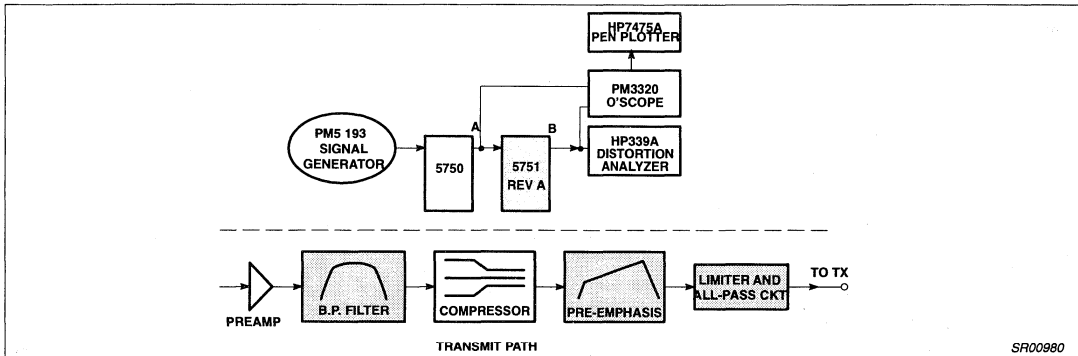 HP7475A
PEN PLOTTER
PM3320
O'SCOPE
A
B
PM5 193
SIGNAL
GENERATOR
5750
5751
REV A
HP339A
DISTORTION
ANALYZER
PREAMP
B.P. FILTER
COMPRESSOR
PRE-EMPHASIS
LIMITER AND
ALL-PASS CKT
TO TX
TRANSMIT PATH
SR00980